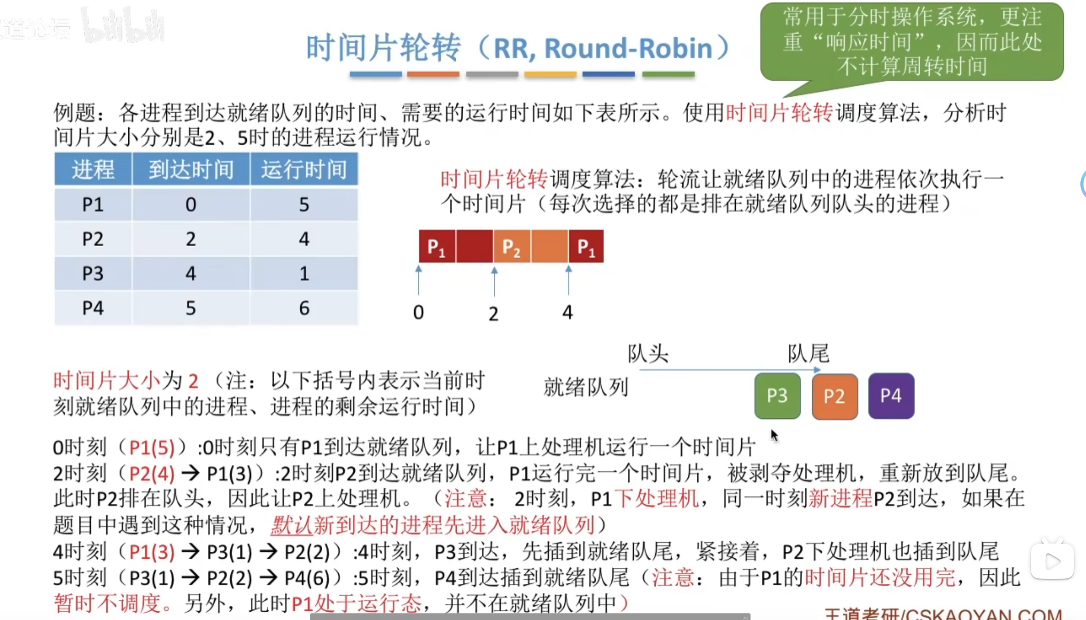 时间片轮转（RR, Round-Robin）
常用于分时操作系统，更注
重“响应时间”，因而此处
不计算周转时间
例题：各进程到达就绪队列的时间、需要的运行时间如下表所示。使用时间片轮转调度算法，分析时
间片大小分别是2、5时的进程运行情况。
进程 到达时间 运行时间
P1 0 5
P2 2 4
P3 4 1
P4 5 6
时间片轮转调度算法：轮流让就绪队列中的进程依次执行一
个时间片（每次选择的都是排在就绪队列队头的进程）
P1 P2 P1
0 2 4
队头 队尾
就绪队列
P3 P2 P4
时间片大小为 2 （注：以下括号内表示当前时
刻就绪队列中的进程、进程的剩余运行时间）
0时刻（P1(5)）:0时刻只有P1到达就绪队列，让P1上处理机运行一个时间片
2时刻（P2(4) → P1(3)）:2时刻P2到达就绪队列，P1运行完一个时间片，被剥夺处理机，重新放到队尾。
此时P2排在队头，因此让P2上处理机。（注意： 2时刻，P1下处理机，同一时刻新进程P2到达，如果在
题目中遇到这种情况，默认新到达的进程先进入就绪队列）
4时刻（P1(3) → P3(1) → P2(2)）:4时刻，P3到达，先插到就绪队尾，紧接着，P2下处理机也插到队尾
5时刻（P3(1) → P2(2) → P4(6)）:5时刻，P4到达插到就绪队尾（注意：由于P1的时间片还没用完，因此
暂时不调度。另外，此时P1处于运行态，并不在就绪队列中）
王道考研/CSKAOYAN.COM